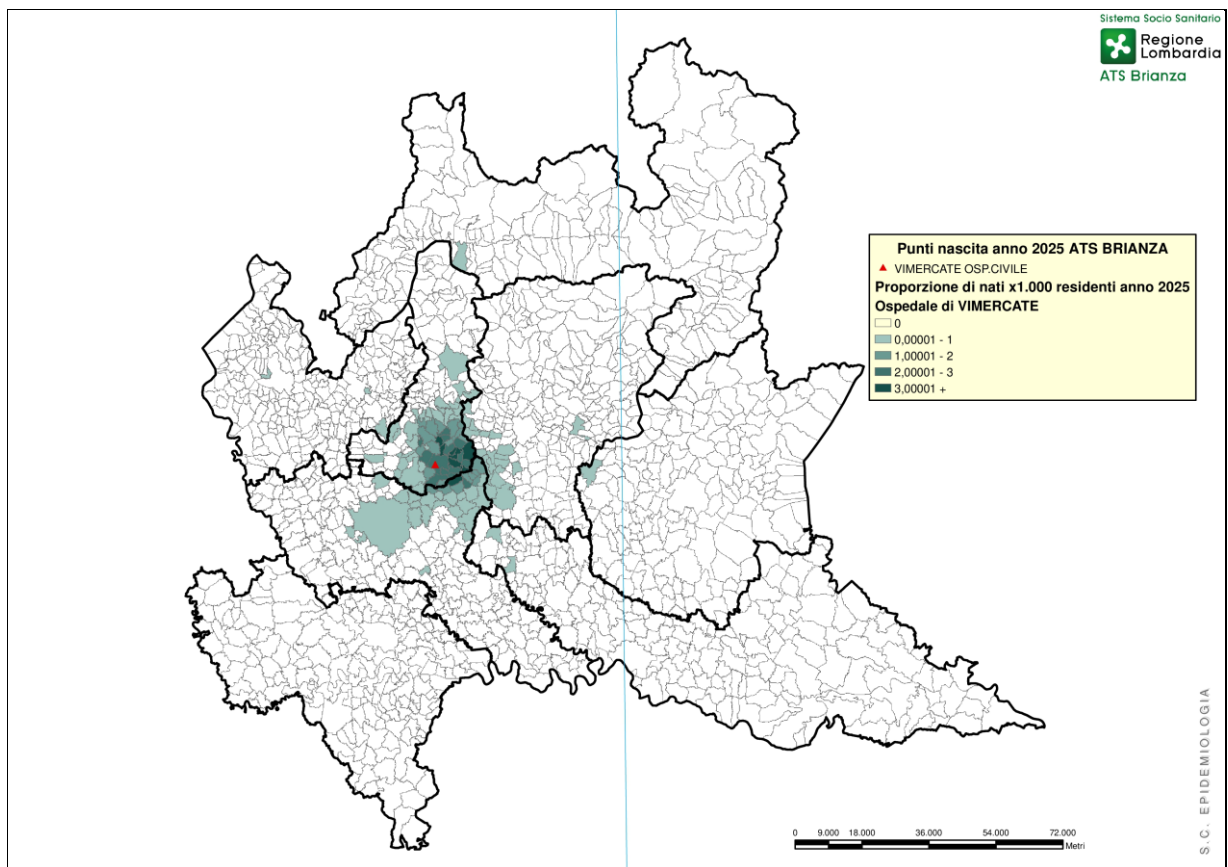 Sistema Socio Sanitario
Regione
Lombardia
ATS Brianza
Punti nascita anno 2025 ATS BRIANZA
VIMERCATE OSP.CIVILE
Proporzione di nati x1.000 residenti anno 2025
Ospedale di VIMERCATE
0
0,00001 - 1
1,00001 - 2
2,00001 - 3
3,00001 +
S.C. EPIDEMIOLOGIA
0 9.000 18.000 36.000 54.000 72.000
Metri